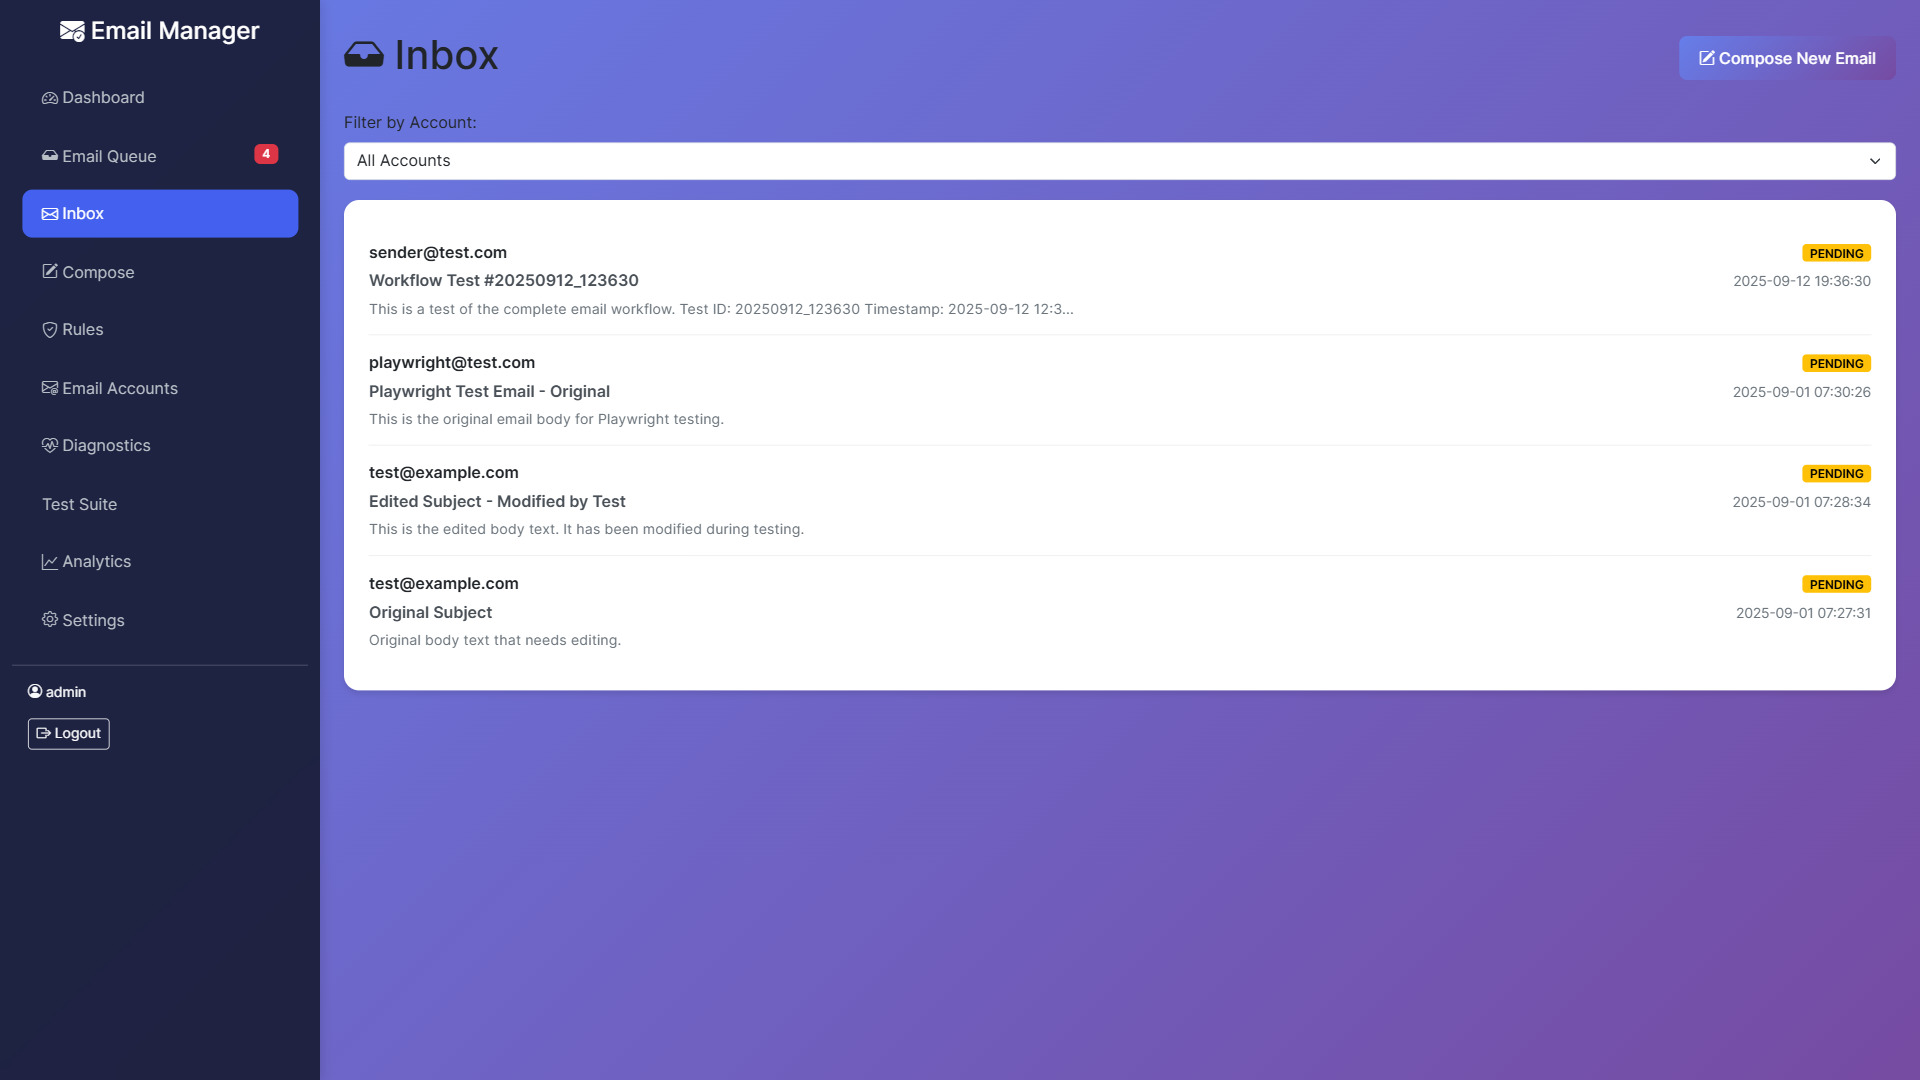 Email Manager
Dashboard
Email Queue 4
Inbox
Compose
Rules
Email Accounts
Diagnostics
Test Suite
Analytics
Settings
admin
Logout
Inbox
Compose New Email
Filter by Account:
All Accounts
sender@test.com PENDING
Workflow Test #20250912_123630 2025-09-12 19:36:30
This is a test of the complete email workflow. Test ID: 20250912_123630 Timestamp: 2025-09-12 12:3...
playwright@test.com PENDING
Playwright Test Email - Original 2025-09-01 07:30:26
This is the original email body for Playwright testing.
test@example.com PENDING
Edited Subject - Modified by Test 2025-09-01 07:28:34
This is the edited body text. It has been modified during testing.
test@example.com PENDING
Original Subject 2025-09-01 07:27:31
Original body text that needs editing.